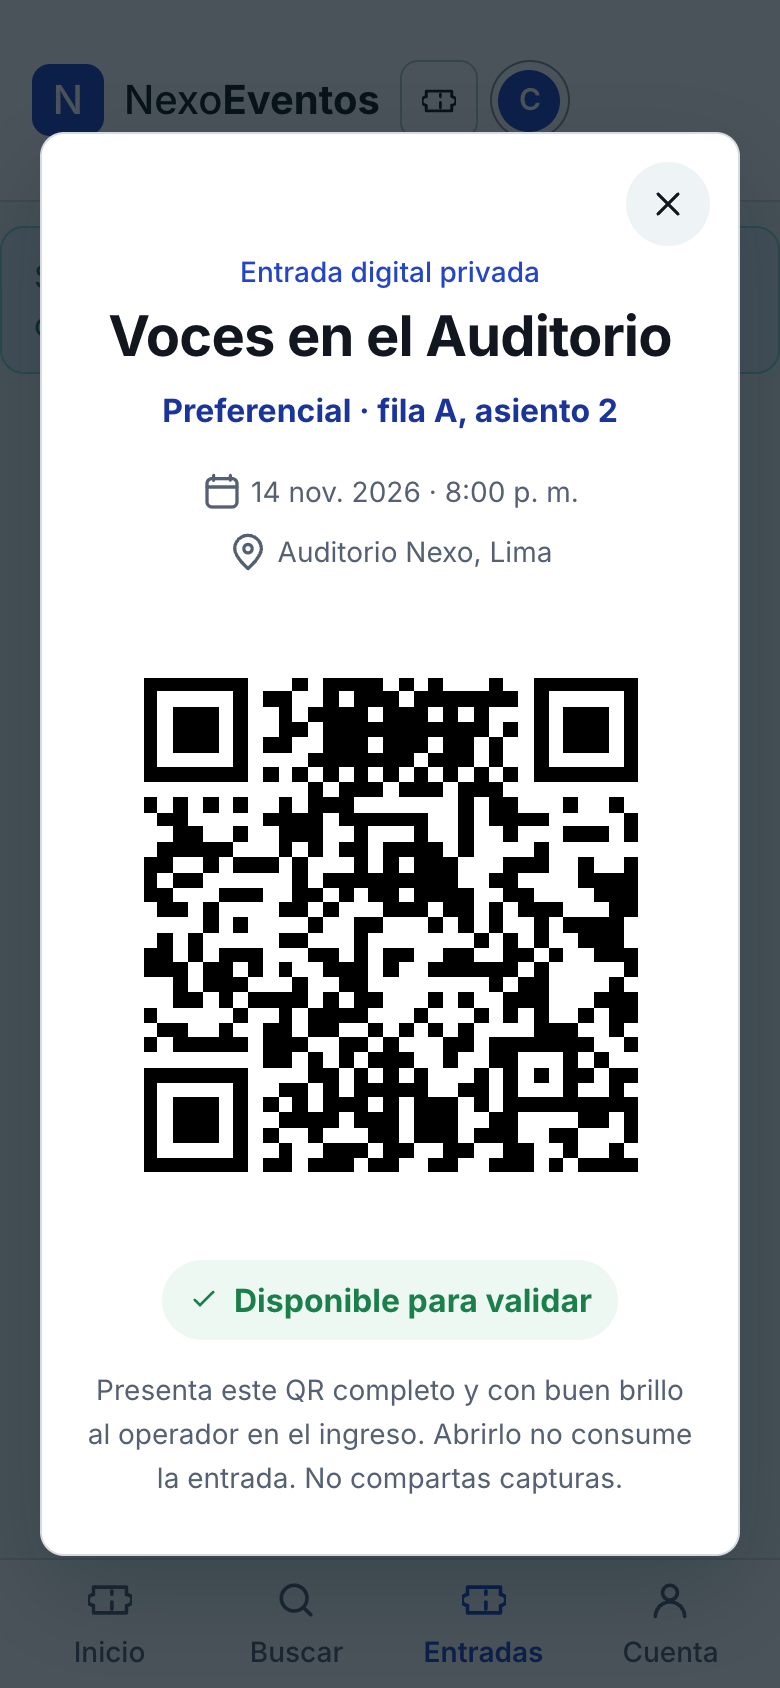 N NexoEventos C
Entrada digital privada
Voces en el Auditorio
Preferencial · fila A, asiento 2
14 nov. 2026 · 8:00 p. m.
Auditorio Nexo, Lima
Disponible para validar
Presenta este QR completo y con buen brillo
al operador en el ingreso. Abrirlo no consume
la entrada. No compartas capturas.
Inicio Buscar Entradas Cuenta